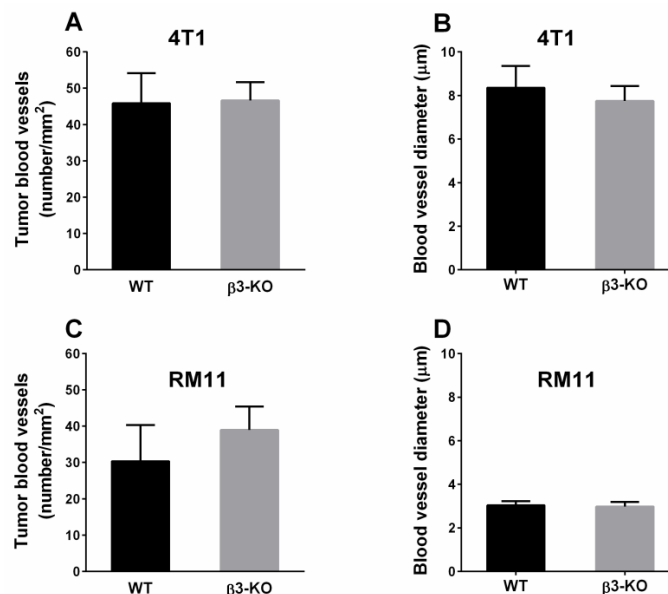 A
4T1
Tumor blood vessels
(number/mm²)
60
50
40
30
20
10
0
WT
β3-KO
B
4T1
Blood vessel diameter (μm)
10
8
6
4
2
0
WT
β3-KO
C
RM11
Tumor blood vessels
(number/mm²)
60
50
40
30
20
10
0
WT
β3-KO
D
RM11
Blood vessel diameter (μm)
10
8
6
4
2
0
WT
β3-KO